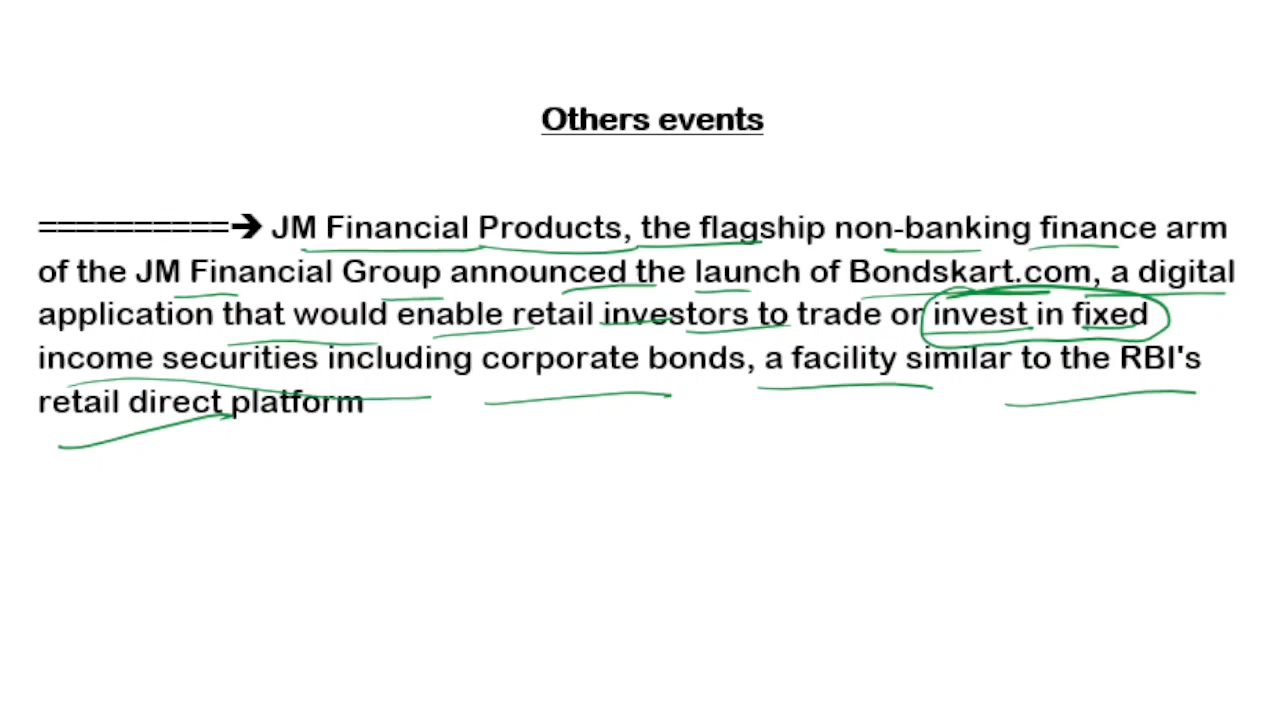 Others events
==========➔ JM Financial Products, the flagship non-banking finance arm
of the JM Financial Group announced the launch of Bondskart.com, a digital
application that would enable retail investors to trade or invest in fixed
income securities including corporate bonds, a facility similar to the RBI's
retail direct platform